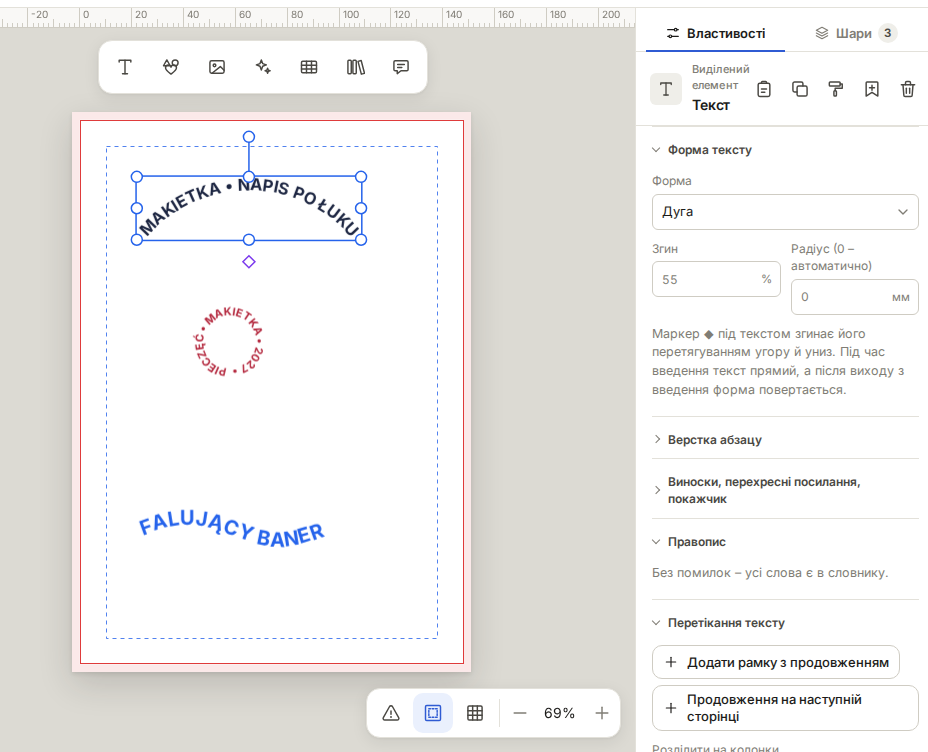 -20 0 20 40 60 80 100 120 140 160 180 200
Властивості
Шари 3
Виділений
елемент
Текст
MAKIETKA • NAPIS PO ŁUKU
MAKIETKA • 2027 • PIECZĘĆ •
FALUJĄCY BANER
69%
Форма тексту
Форма
Дуга
Згин
55 %
Радіус (0 –
автоматично)
0 мм
Маркер ◆ під текстом згинає його
перетягуванням угору й униз. Під час
введення текст прямий, а після виходу з
введення форма повертається.
Верстка абзацу
Виноски, перехресні посилання,
покажчик
Правопис
Без помилок – усі слова є в словнику.
Перетікання тексту
Додати рамку з продовженням
Продовження на наступній
сторінці
Розділити на колонки